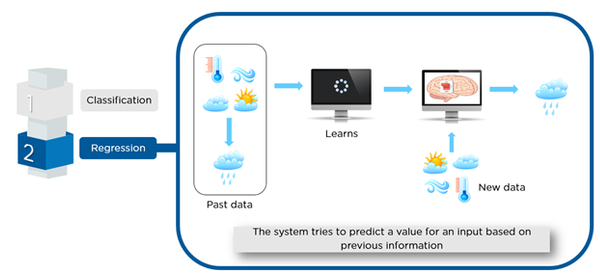 1
Classification
2
Regression
Past data
Learns
New data
The system tries to predict a value for an input based on
previous information